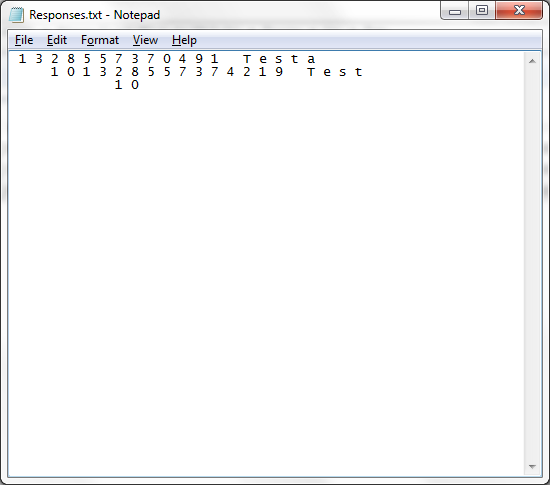 Responses.txt - Notepad
File Edit Format View Help
1 3 2 8 5 5 7 3 7 0 4 9 1   T e s t a
1 0 1 3 2 8 5 5 7 3 7 4 2 1 9   T e s t
1 0